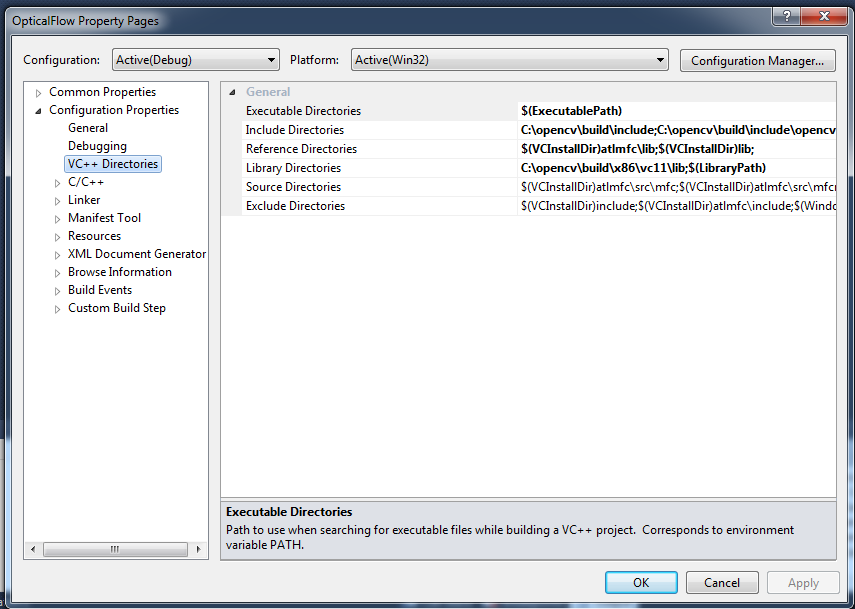 OpticalFlow Property Pages
Configuration: Active(Debug) Platform: Active(Win32) Configuration Manager...
Common Properties
Configuration Properties
General
Debugging
VC++ Directories
C/C++
Linker
Manifest Tool
Resources
XML Document Generator
Browse Information
Build Events
Custom Build Step
General
Executable Directories $(ExecutablePath)
Include Directories C:\opencv\build\include;C:\opencv\build\include\opencv
Reference Directories $(VCInstallDir)atlmfc\lib;$(VCInstallDir)lib;
Library Directories C:\opencv\build\x86\vc11\lib;$(LibraryPath)
Source Directories $(VCInstallDir)atlmfc\src\mfc;$(VCInstallDir)atlmfc\src\mfcm
Exclude Directories $(VCInstallDir)include;$(VCInstallDir)atlmfc\include;$(Windo
Executable Directories
Path to use when searching for executable files while building a VC++ project. Corresponds to environment
variable PATH.
OK Cancel Apply